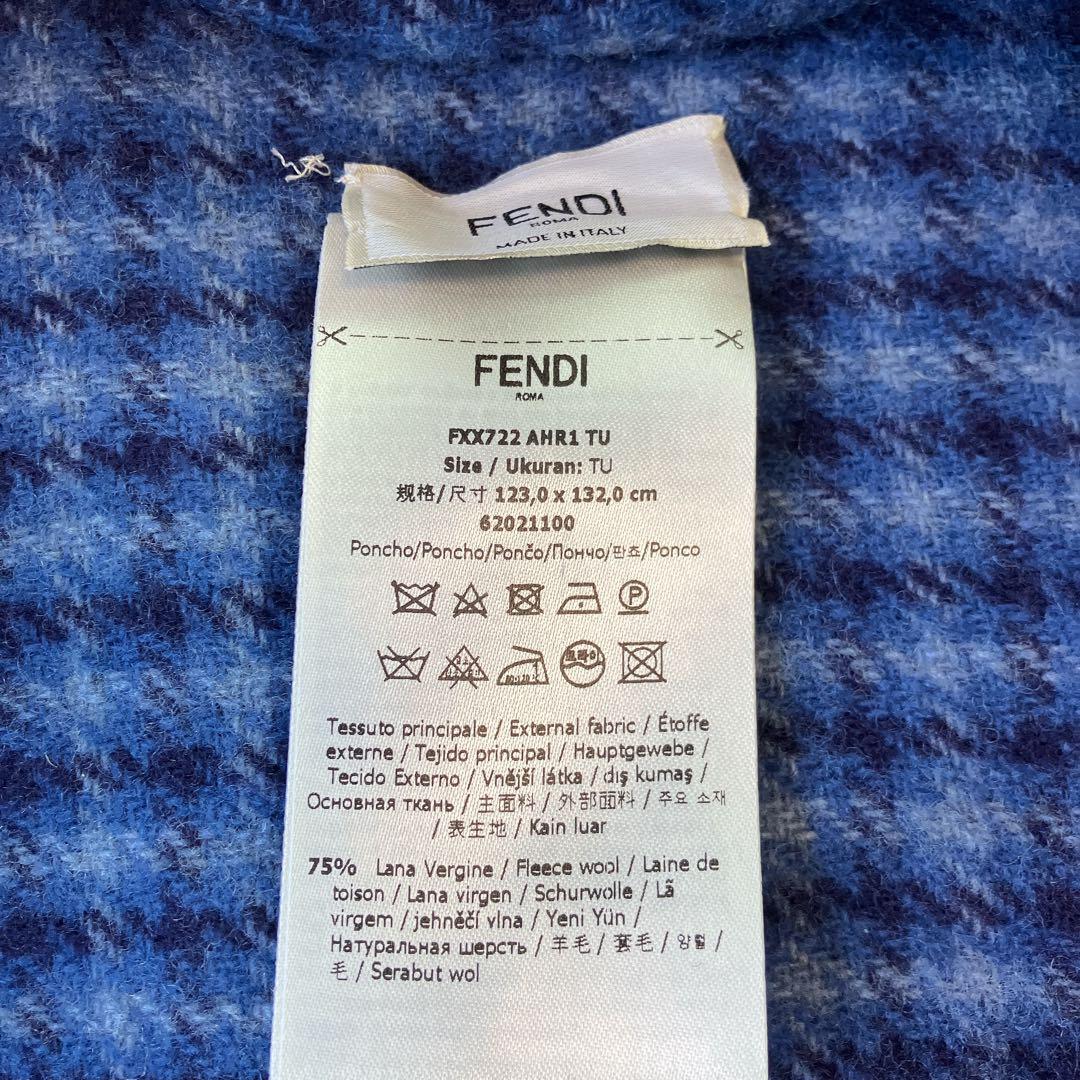 FENDI
ROMA
MADE IN ITALY
FENDI
ROMA
FXX722 AHR1 TU
Size / Ukuran: TU
规格/尺寸 123,0 x 132,0 cm
62021100
Poncho/Poncho/Pončo/Пончо/판쵸/Ponco
P
Tessuto principale / External fabric / Étoffe
externe / Tejido principal / Hauptgewebe /
Tecido Externo / Vnější látka / dış kumaş /
Основная ткань / 主面料 / 外部面料 / 주요 소재
/ 表生地 / Kain luar
75% Lana Vergine / Fleece wool / Laine de
toison / Lana virgen / Schurwolle / Lã
virgem / jehněčí vlna / Yeni Yün /
Натуральная шерсть / 羊毛 / 套毛 / 양털 /
毛 / Serabut wol